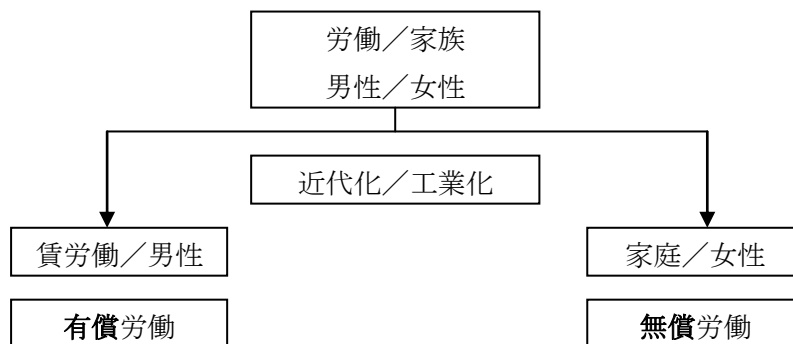 労働／家族
男性／女性
近代化／工業化
賃労働／男性
家庭／女性
有償労働
無償労働